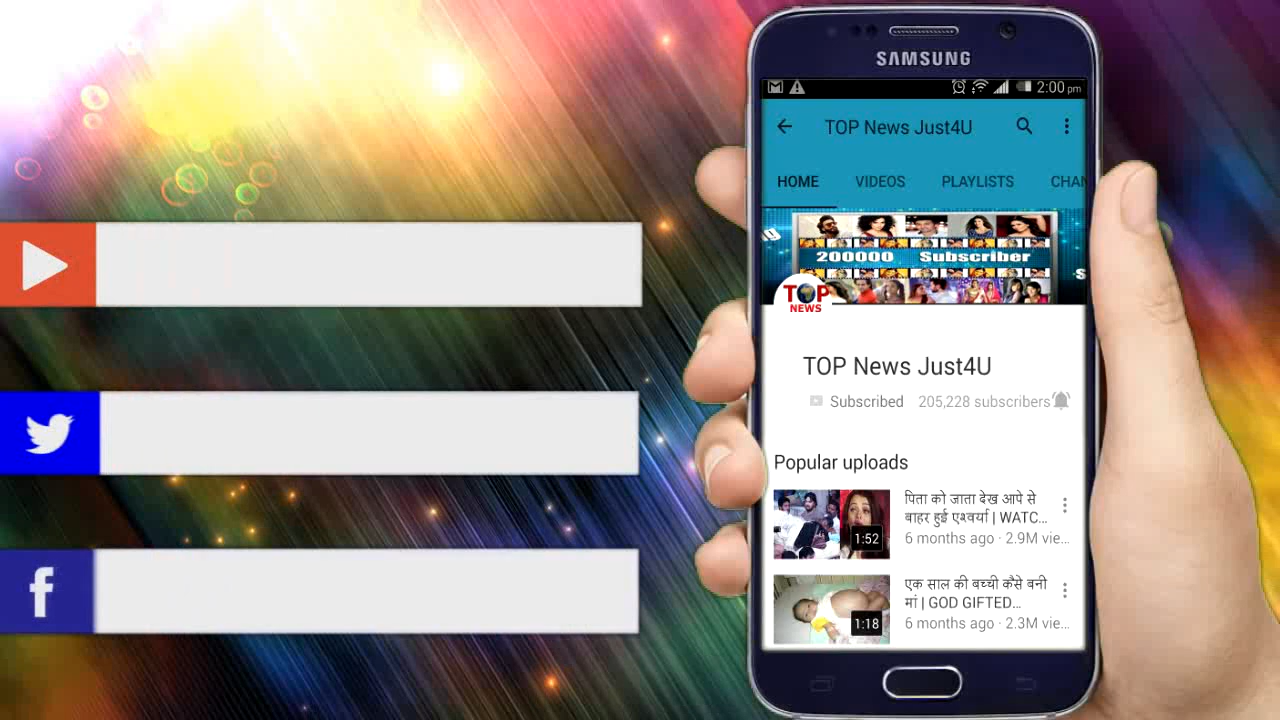 SAMSUNG
2:00 pm
TOP News Just4U
HOME VIDEOS PLAYLISTS CHAN
200000 Subscriber
TOP
NEWS
TOP News Just4U
Subscribed 205,228 subscribers
Popular uploads
पिता को जाता देख आपे से
बाहर हुई एश्वर्या | WATC...
6 months ago · 2.9M vie...
1:52
एक साल की बच्ची कैसे बनी
मां | GOD GIFTED...
6 months ago · 2.3M vie...
1:18